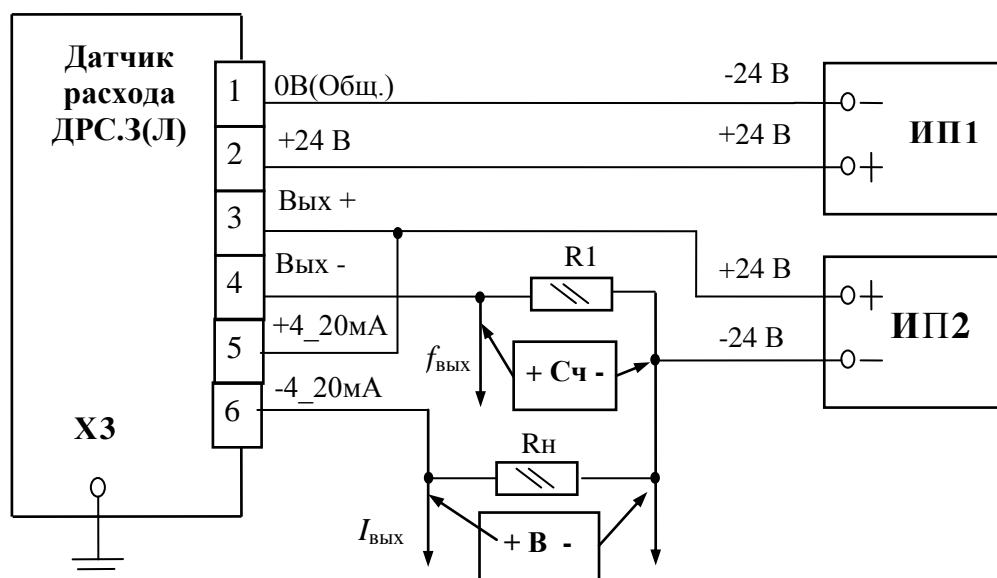 Датчик
расхода
ДРС.З(Л)
1
0В(Общ.)
-24 В
2
+24 В
+24 В
ИП1
3
Вых +
4
Вых -
R1
+24 В
5
+4_20мА
fвых
+ Сч -
-24 В
ИП2
6
-4_20мА
Х3
Rн
Iвых
+ В -